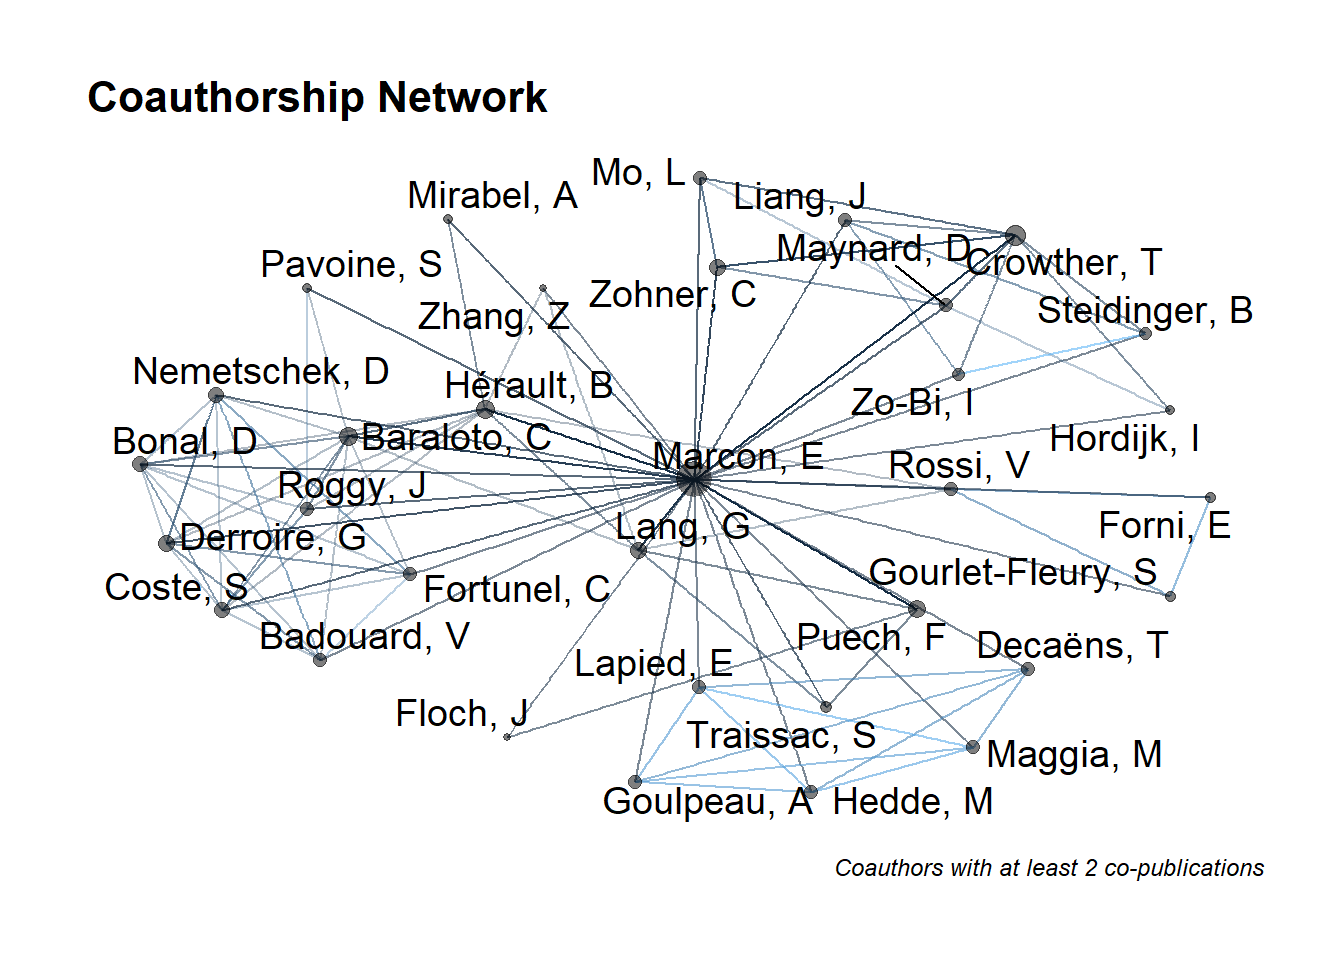 Coauthorship Network
Mo, L
Mirabel, A
Liang, J
Maynard, D
Crowther, T
Pavoine, S
Zohner, C
Zhang, Z
Steidinger, B
Nemetschek, D
Hérault, B
Zo-Bi, I
Bonal, D
Baraloto, C
Hordijk, I
Marcon, E
Rossi, V
Roggy, J
Lang, G
Forni, E
Derroire, G
Gourlet-Fleury, S
Coste, S
Fortunel, C
Badouard, V
Puech, F
Decaëns, T
Lapied, E
Floch, J
Traissac, S
Maggia, M
Goulpeau, A
Hedde, M
Coauthors with at least 2 co-publications